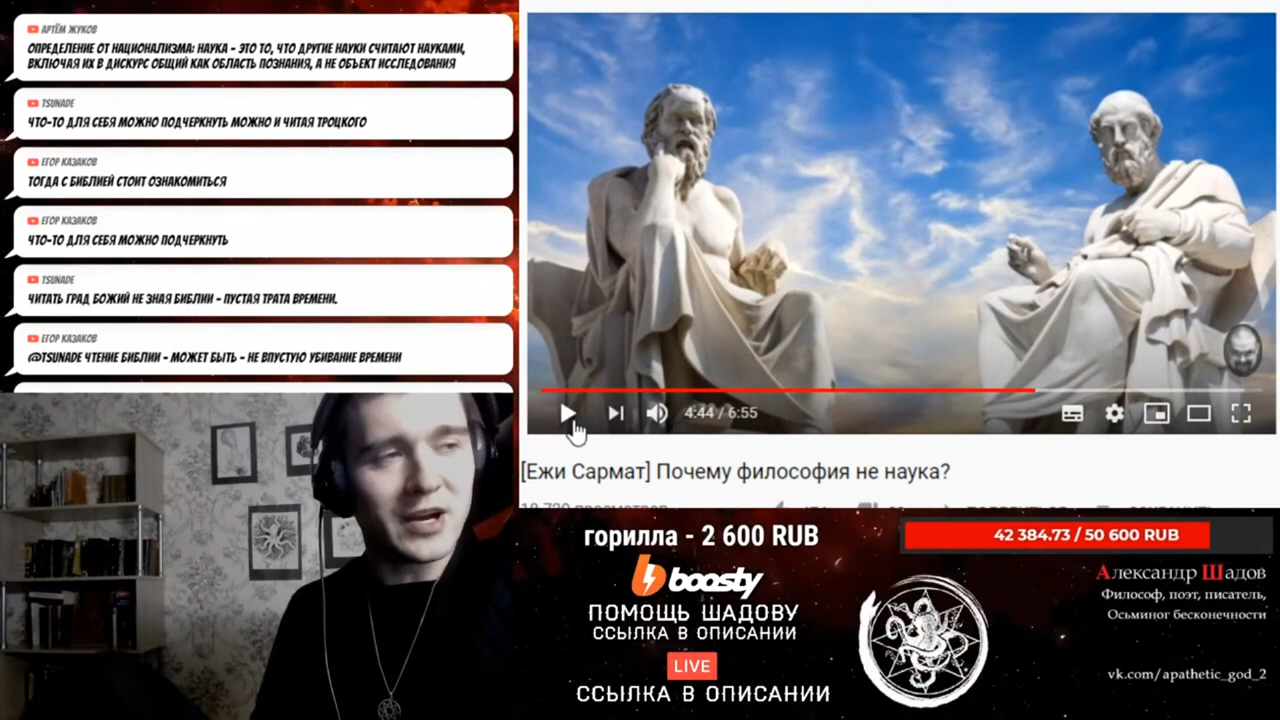 АРТЁМ ЖУКОВ
ОПРЕДЕЛЕНИЕ ОТ НАЦИОНАЛИЗМА: НАУКА - ЭТО ТО, ЧТО ДРУГИЕ НАУКИ СЧИТАЮТ НАУКАМИ,
ВКЛЮЧАЯ ИХ В ДИСКУРС ОБЩИЙ КАК ОБЛАСТЬ ПОЗНАНИЯ, А НЕ ОБЪЕКТ ИССЛЕДОВАНИЯ
TSUNADE
ЧТО-ТО ДЛЯ СЕБЯ МОЖНО ПОДЧЕРКНУТЬ МОЖНО И ЧИТАЯ ТРОЦКОГО
ЕГОР КАЗАКОВ
ТОГДА С БИБЛИЕЙ СТОИТ ОЗНАКОМИТЬСЯ
ЕГОР КАЗАКОВ
ЧТО-ТО ДЛЯ СЕБЯ МОЖНО ПОДЧЕРКНУТЬ
TSUNADE
ЧИТАТЬ ГРАД БОЖИЙ НЕ ЗНАЯ БИБЛИИ - ПУСТАЯ ТРАТА ВРЕМЕНИ.
ЕГОР КАЗАКОВ
@TSUNADE ЧТЕНИЕ БИБЛИИ - МОЖЕТ БЫТЬ - НЕ ВПУСТУЮ УБИВАНИЕ ВРЕМЕНИ
4:44 / 6:55
[Ежи Сармат] Почему философия не наука?
горилла - 2 600 RUB
boosty
ПОМОЩЬ ШАДОВУ
ССЫЛКА В ОПИСАНИИ
LIVE
ССЫЛКА В ОПИСАНИИ
42 384.73 / 50 600 RUB
Александр Шадов
Философ, поэт, писатель,
Осьминог бесконечности
vk.com/apathetic_god_2